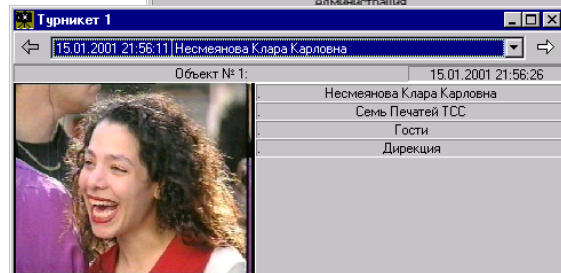 Администрация
Турникет 1
15.01.2001 21:56:11 Несмеянова Клара Карловна
Объект № 1:
15.01.2001 21:56:26
Несмеянова Клара Карловна
Семь Печатей ТСС
Гости
Дирекция